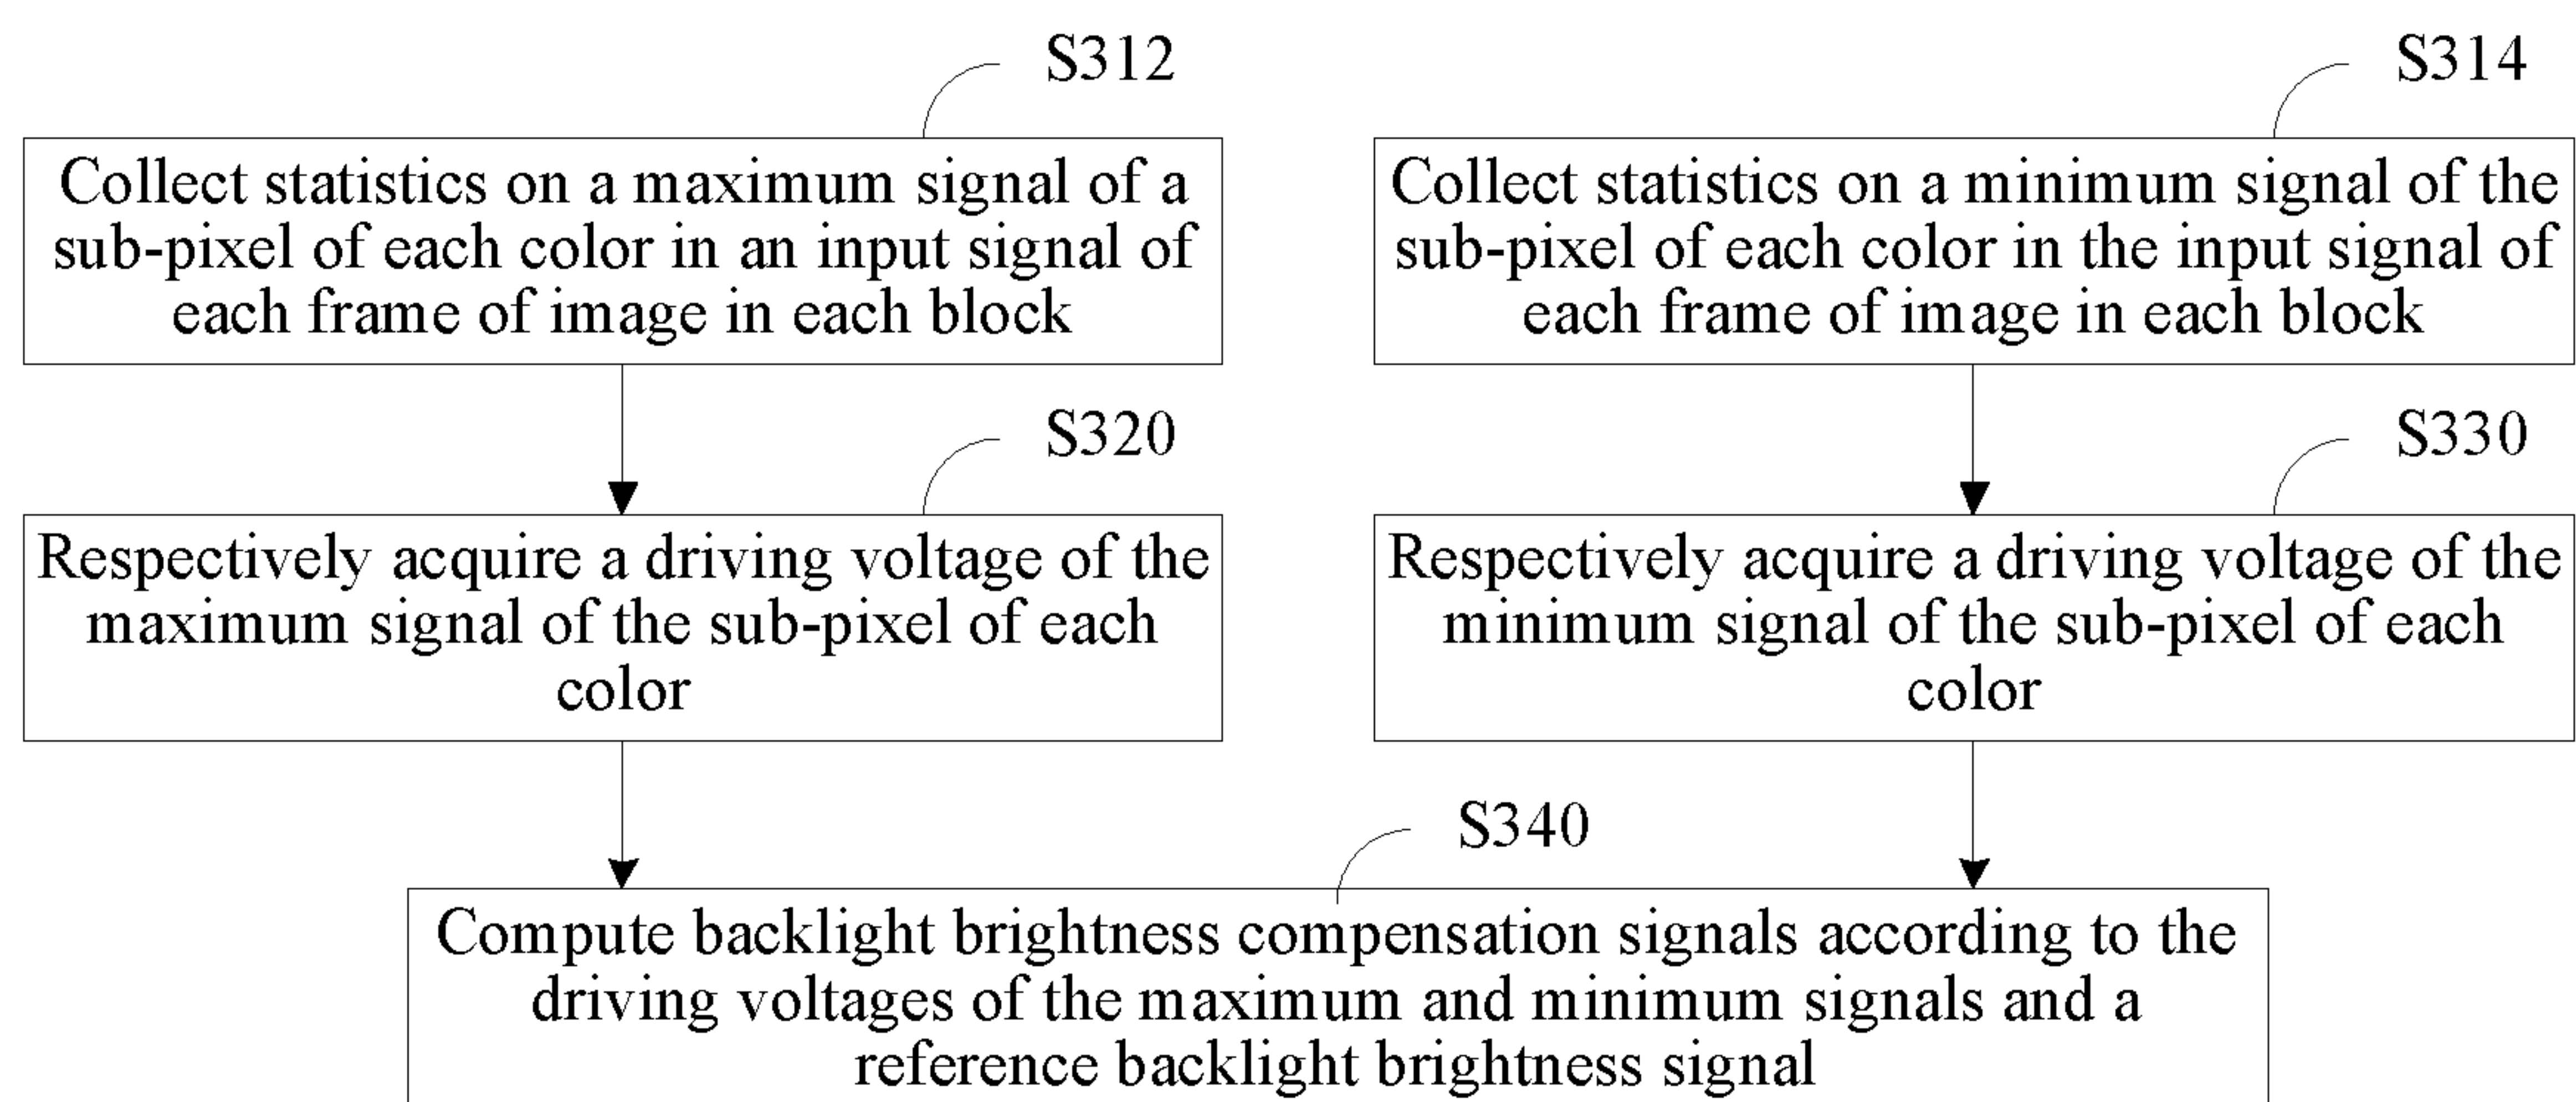 S312
Collect statistics on a maximum signal of a
sub-pixel of each color in an input signal of
each frame of image in each block
S314
Collect statistics on a minimum signal of the
sub-pixel of each color in the input signal of
each frame of image in each block
S320
Respectively acquire a driving voltage of the
maximum signal of the sub-pixel of each
color
S330
Respectively acquire a driving voltage of the
minimum signal of the sub-pixel of each
color
S340
Compute backlight brightness compensation signals according to the
driving voltages of the maximum and minimum signals and a
reference backlight brightness signal